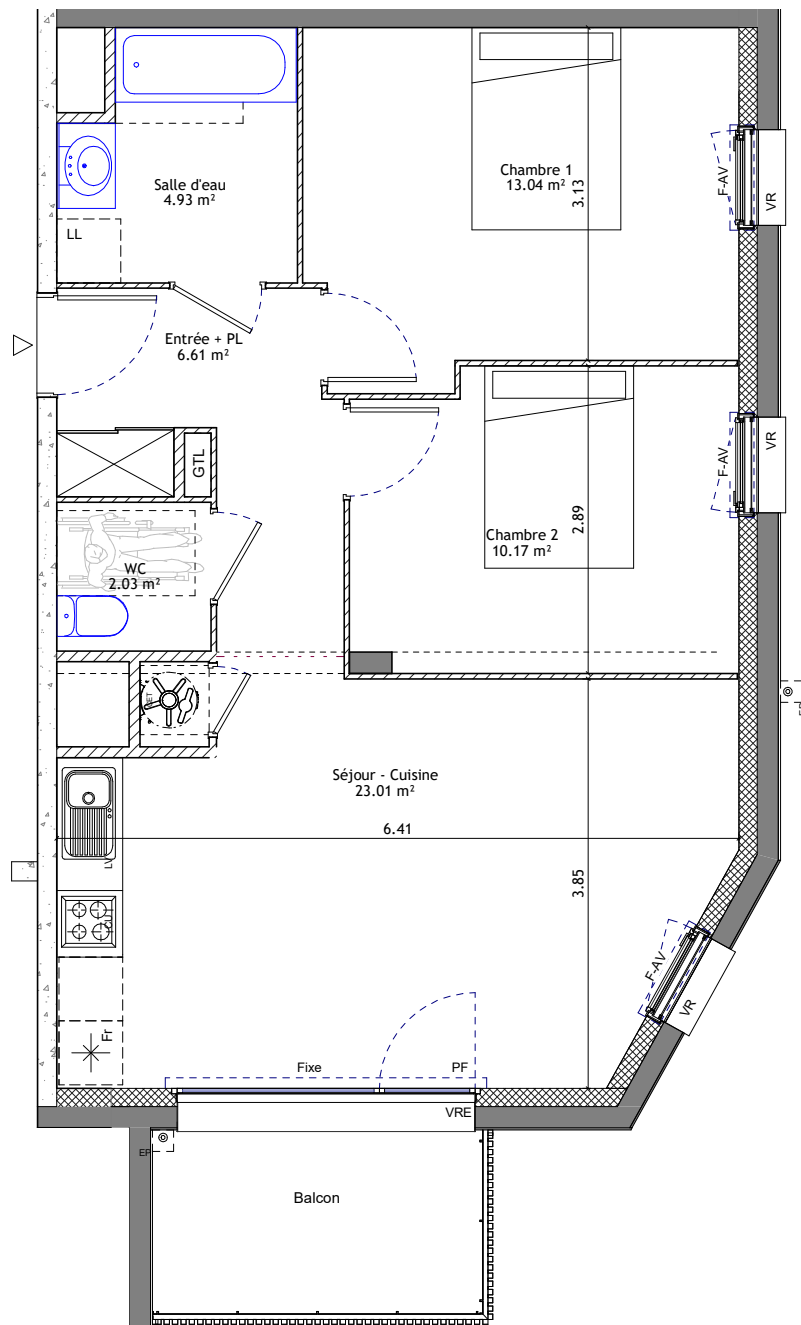 Salle d'eau
4.93 m²
Chambre 1
13.04 m²
3.13
F-AV
VR
LL
Entrée + PL
6.61 m²
GTL
F-AV
VR
Chambre 2
10.17 m²
2.89
WC
2.03 m²
EP
Séjour - Cuisine
23.01 m²
6.41
3.85
LV
F-AV
VR
Fr
Fixe
PF
VRE
EP
Balcon